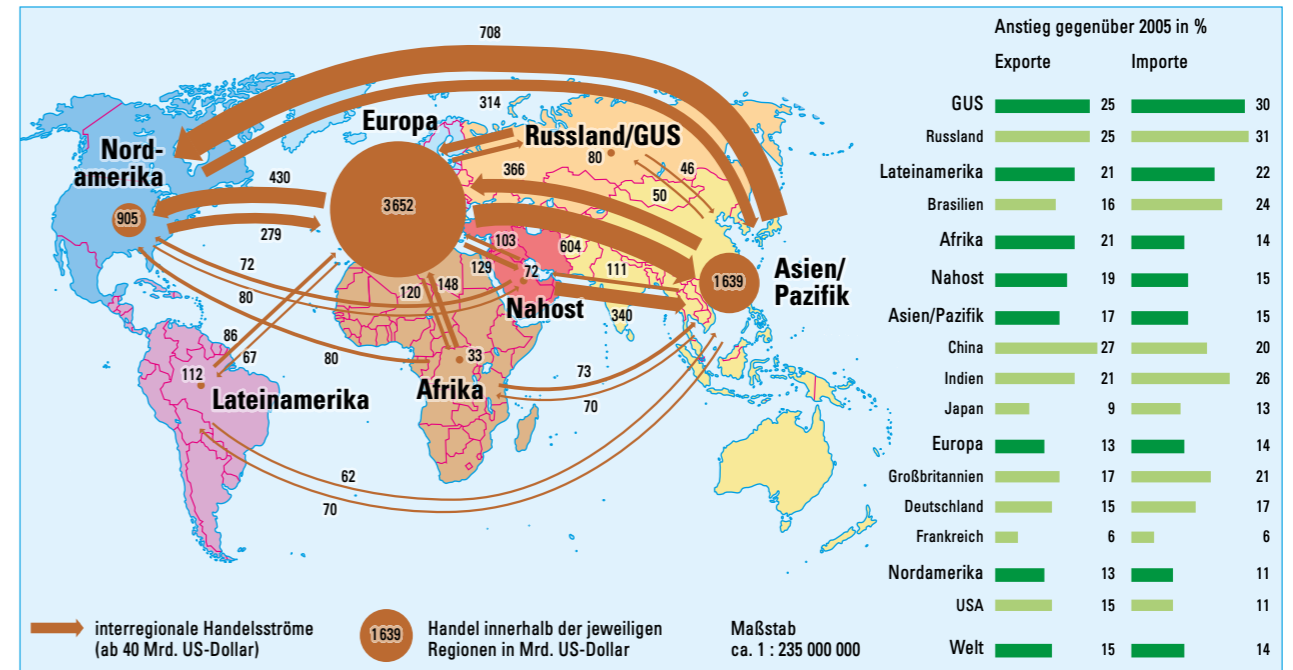 708
314
Europa
Russland/GUS
80
46
50
366
Nord-
amerika
430
905
279
3652
103
604
129
72
111
72
120
148
Nahost
340
1639
Asien/
Pazifik
80
86
67
80
33
Afrika
73
70
112
Lateinamerika
62
70
interregionale Handelsströme
(ab 40 Mrd. US-Dollar)
1639
Handel innerhalb der jeweiligen
Regionen in Mrd. US-Dollar
Maßstab
ca. 1 : 235 000 000
Anstieg gegenüber 2005 in %
Exporte Importe
GUS 25 30
Russland 25 31
Lateinamerika 21 22
Brasilien 16 24
Afrika 21 14
Nahost 19 15
Asien/Pazifik 17 15
China 27 20
Indien 21 26
Japan 9 13
Europa 13 14
Großbritannien 17 21
Deutschland 15 17
Frankreich 6 6
Nordamerika 13 11
USA 15 11
Welt 15 14